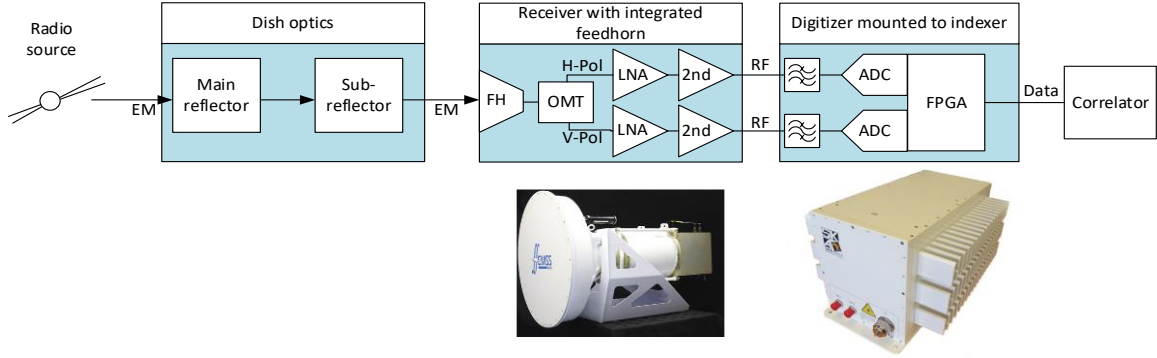 Radio
source
EM
Dish optics
Main
reflector
Sub-
reflector
EM
Receiver with integrated
feedhorn
FH
OMT
H-Pol
V-Pol
LNA
2nd
LNA
2nd
RF
RF
Digitizer mounted to indexer
ADC
ADC
FPGA
Data
Correlator
EMSS